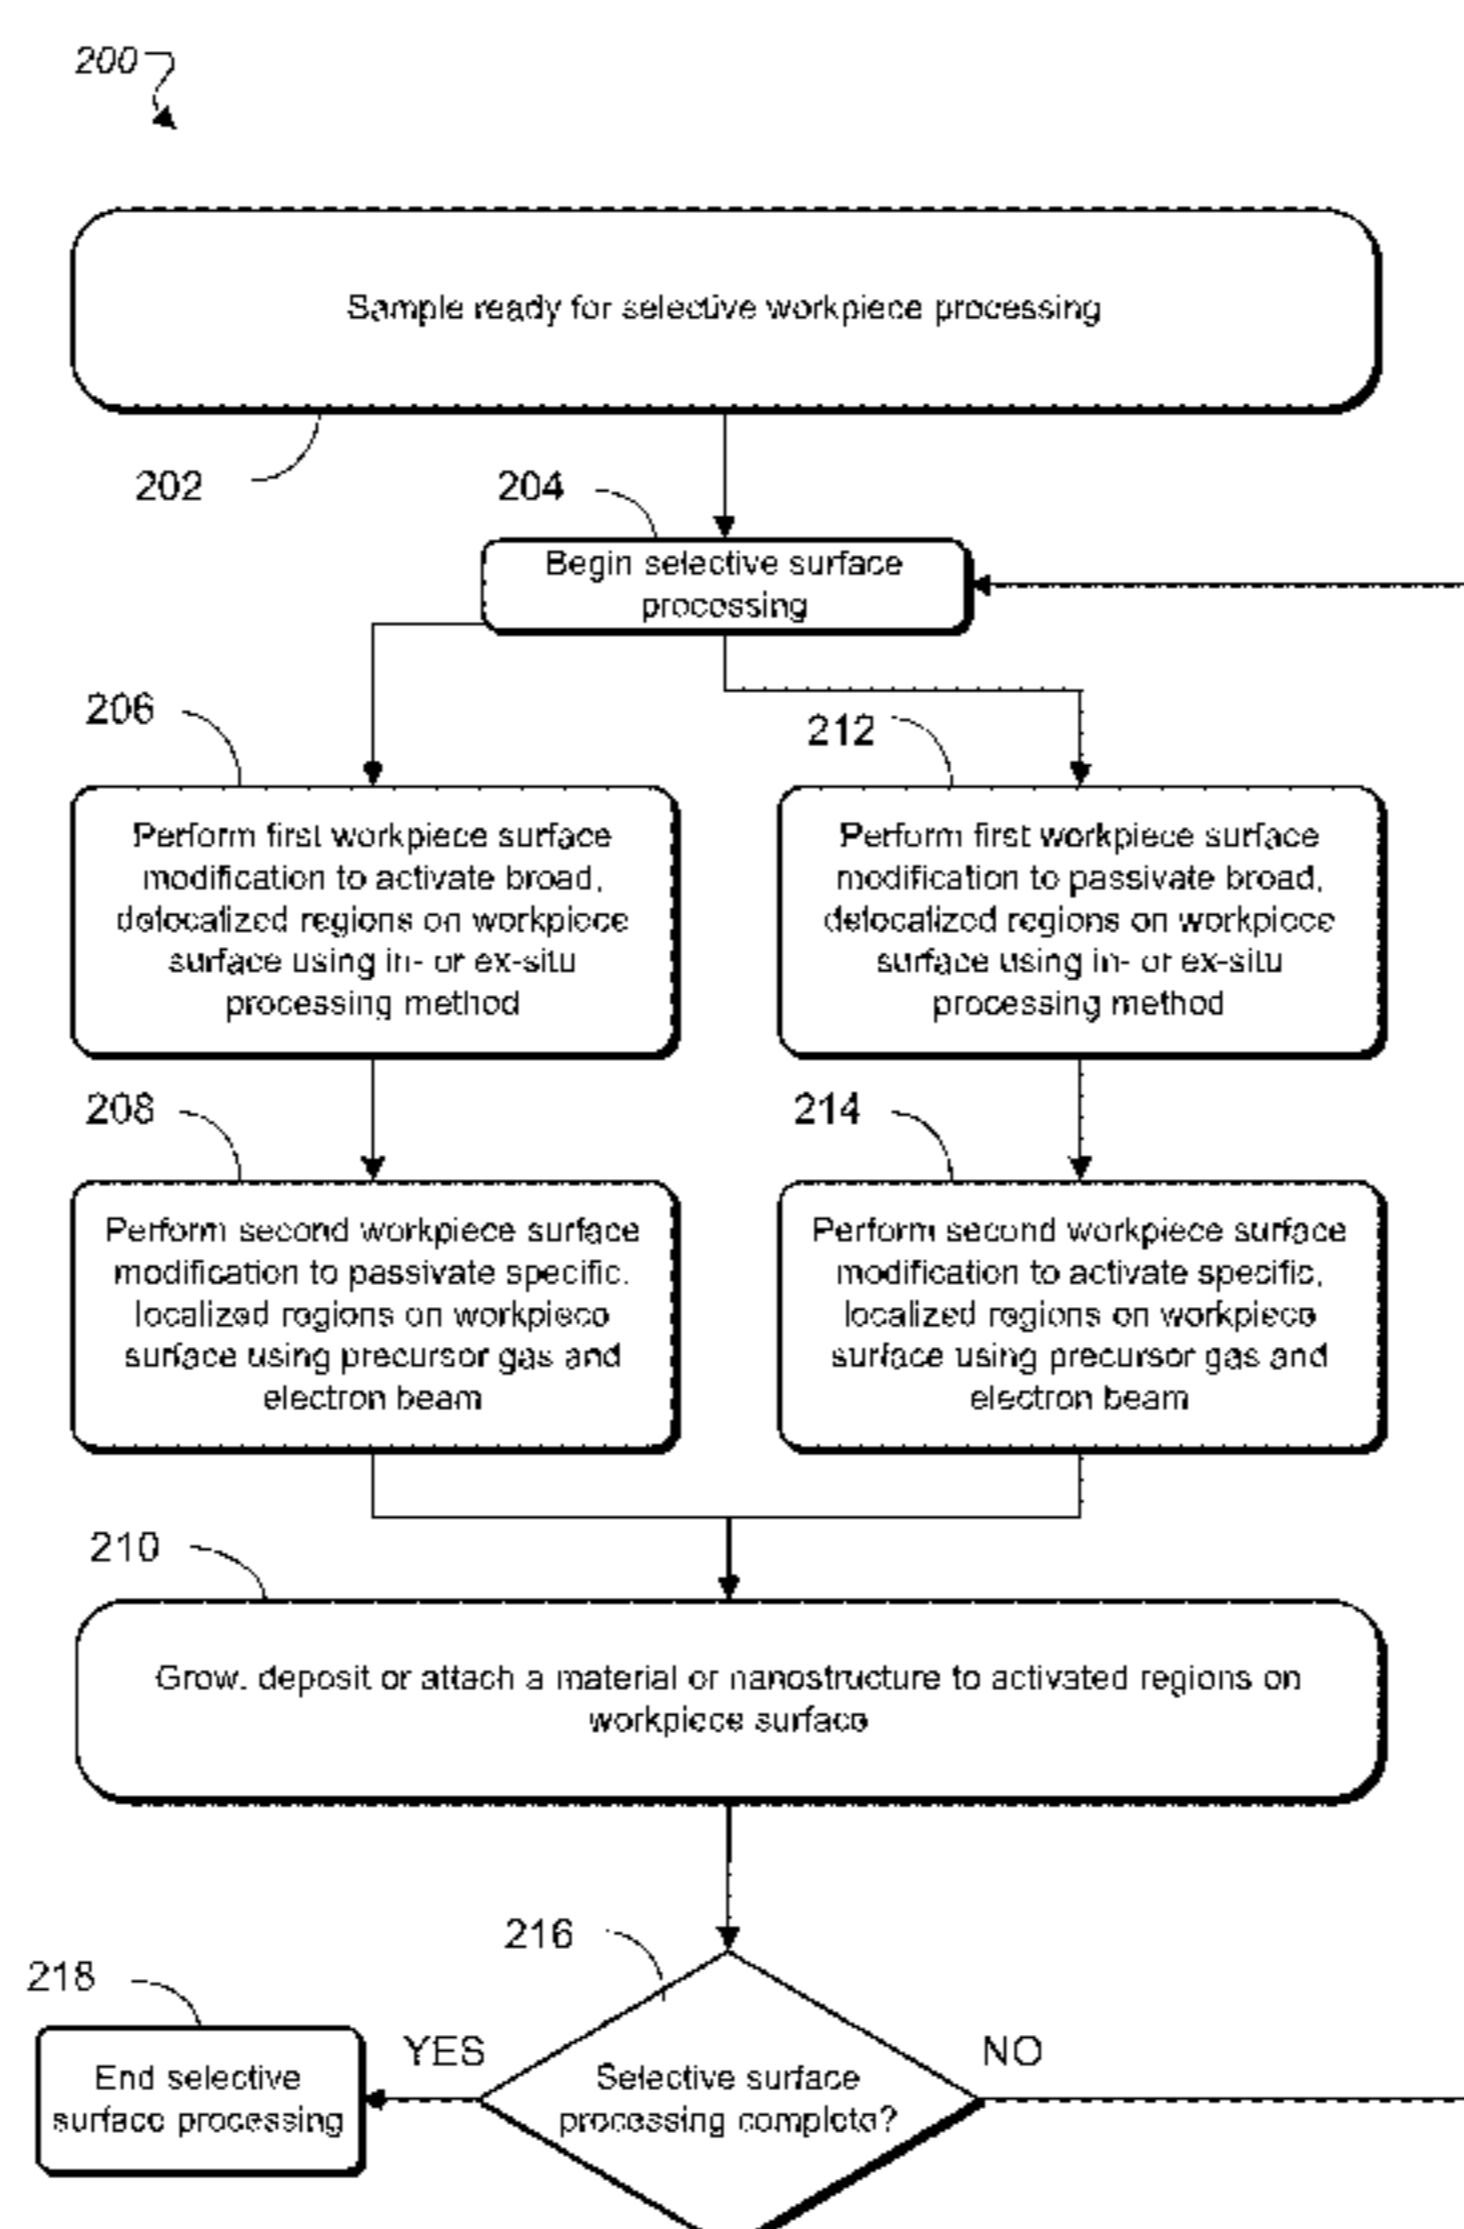 200
Sample ready for selective workpiece processing
202
204
Begin selective surface
processing
206
212
Perform first workpiece surface
modification to activate broad,
delocalized regions on workpiece
surface using in- or ex-situ
processing method
Perform first workpiece surface
modification to passivate broad,
delocalized regions on workpiece
surface using in- or ex-situ
processing method
208
214
Perform second workpiece surface
modification to passivate specific,
localized regions on workpiece
surface using precursor gas and
electron beam
Perform second workpiece surface
modification to activate specific,
localized regions on workpiece
surface using precursor gas and
electron beam
210
Grow, deposit or attach a material or nanostructure to activated regions on
workpiece surface
216
218
YES
NO
End selective
surface processing
Selective surface
processing complete?